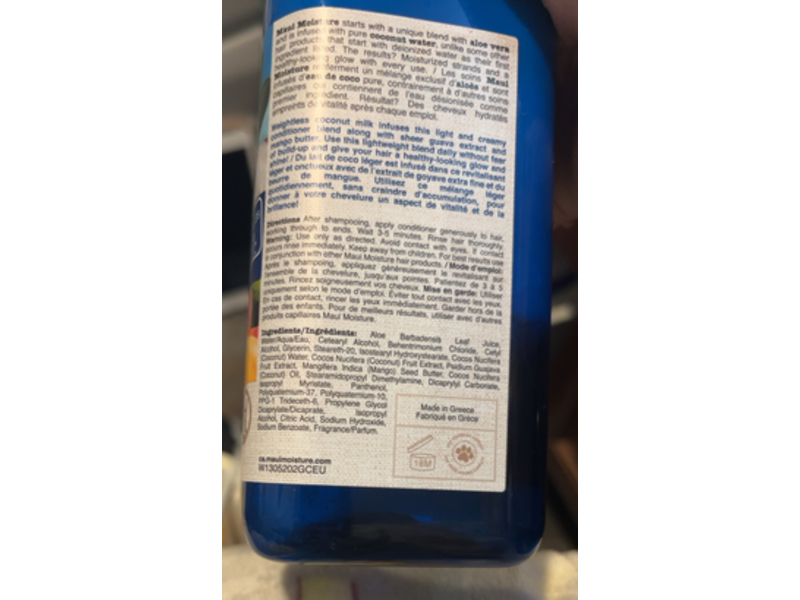 Maui Moisture starts with a unique blend with aloe vera
and is infused with pure coconut water, unlike some other
hair products that start with deionized water as their first
ingredient listed. The results? Moisturized strands and a
healthy-looking glow with every use. / Les soins Maui
Moisture renferment un mélange exclusif d'aloès et sont
infusés d'eau de coco pure, contrairement à d'autres soins
capillaires qui contiennent de l'eau désionisée comme
premier ingrédient. Résultat? Des cheveux hydratés
empreints de vitalité après chaque emploi.
Weightless coconut milk infuses this light and creamy
conditioner blend along with sheer guava extract and
mango butter. Use this lightweight blend daily without fear
of build-up and give your hair a healthy-looking glow and
shine! / Du lait de coco léger est infusé dans ce revitalisant
léger et onctueux avec de l'extrait de goyave extra fine et du
beurre de mangue. Utilisez ce mélange léger
quotidiennement, sans craindre d'accumulation, pour
donner à votre chevelure un aspect de vitalité et de la
brillance!
Directions After shampooing, apply conditioner generously to hair,
working through to ends. Wait 3-5 minutes. Rinse hair thoroughly.
Warning: Use only as directed. Avoid contact with eyes. If contact
occurs rinse immediately. Keep away from children. For best results use
in conjunction with other Maui Moisture hair products. / Mode d'emploi:
Après le shampooing, appliquez généreusement le revitalisant sur
l'ensemble de la chevelure, jusqu'aux pointes. Patientez de 3 à 5
minutes. Rincez soigneusement vos cheveux. Mise en garde: Utiliser
uniquement selon le mode d'emploi. Éviter tout contact avec les yeux.
En cas de contact, rincer les yeux immédiatement. Garder hors de la
portée des enfants. Pour de meilleurs résultats, utiliser avec d'autres
produits capillaires Maui Moisture.
Ingredients/Ingrédients: Aloe Barbadensis Leaf Juice,
Water/Aqua/Eau, Cetearyl Alcohol, Behentrimonium Chloride, Cetyl
Alcohol, Glycerin, Steareth-20, Isostearyl Hydroxystearate, Cocos Nucifera
(Coconut) Water, Cocos Nucifera (Coconut) Fruit Extract, Psidium Guajava
Fruit Extract, Mangifera Indica (Mango) Seed Butter, Cocos Nucifera
(Coconut) Oil, Stearamidopropyl Dimethylamine, Dicaprylyl Carbonate,
Isopropyl Myristate, Panthenol,
Polyquaternium-37, Polyquaternium-10,
PPG-1 Trideceth-6, Propylene Glycol
Dicaprylate/Dicaprate, Isopropyl
Alcohol, Citric Acid, Sodium Hydroxide,
Sodium Benzoate, Fragrance/Parfum.
Made in Greece
Fabriqué en Grèce
18M
ca.mauimoisture.com
W1305202GCEU